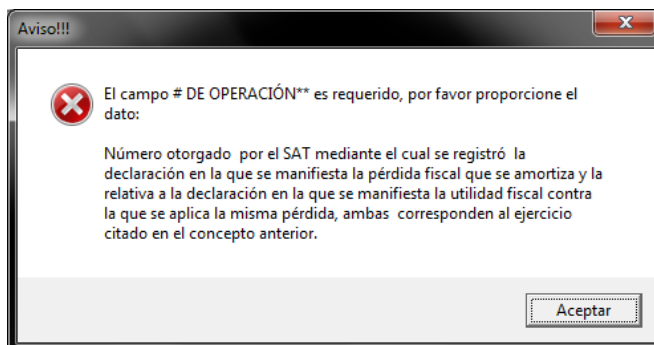 Aviso!!!
El campo # DE OPERACIÓN** es requerido, por favor proporcione el
dato:
Número otorgado  por el SAT mediante el cual se registró  la
declaración en la que se manifiesta la pérdida fiscal que se amortiza y la
relativa a la declaración en la que se manifiesta la utilidad fiscal contra
la que se aplica la misma pérdida, ambas  corresponden al ejercicio
citado en el concepto anterior.
Aceptar